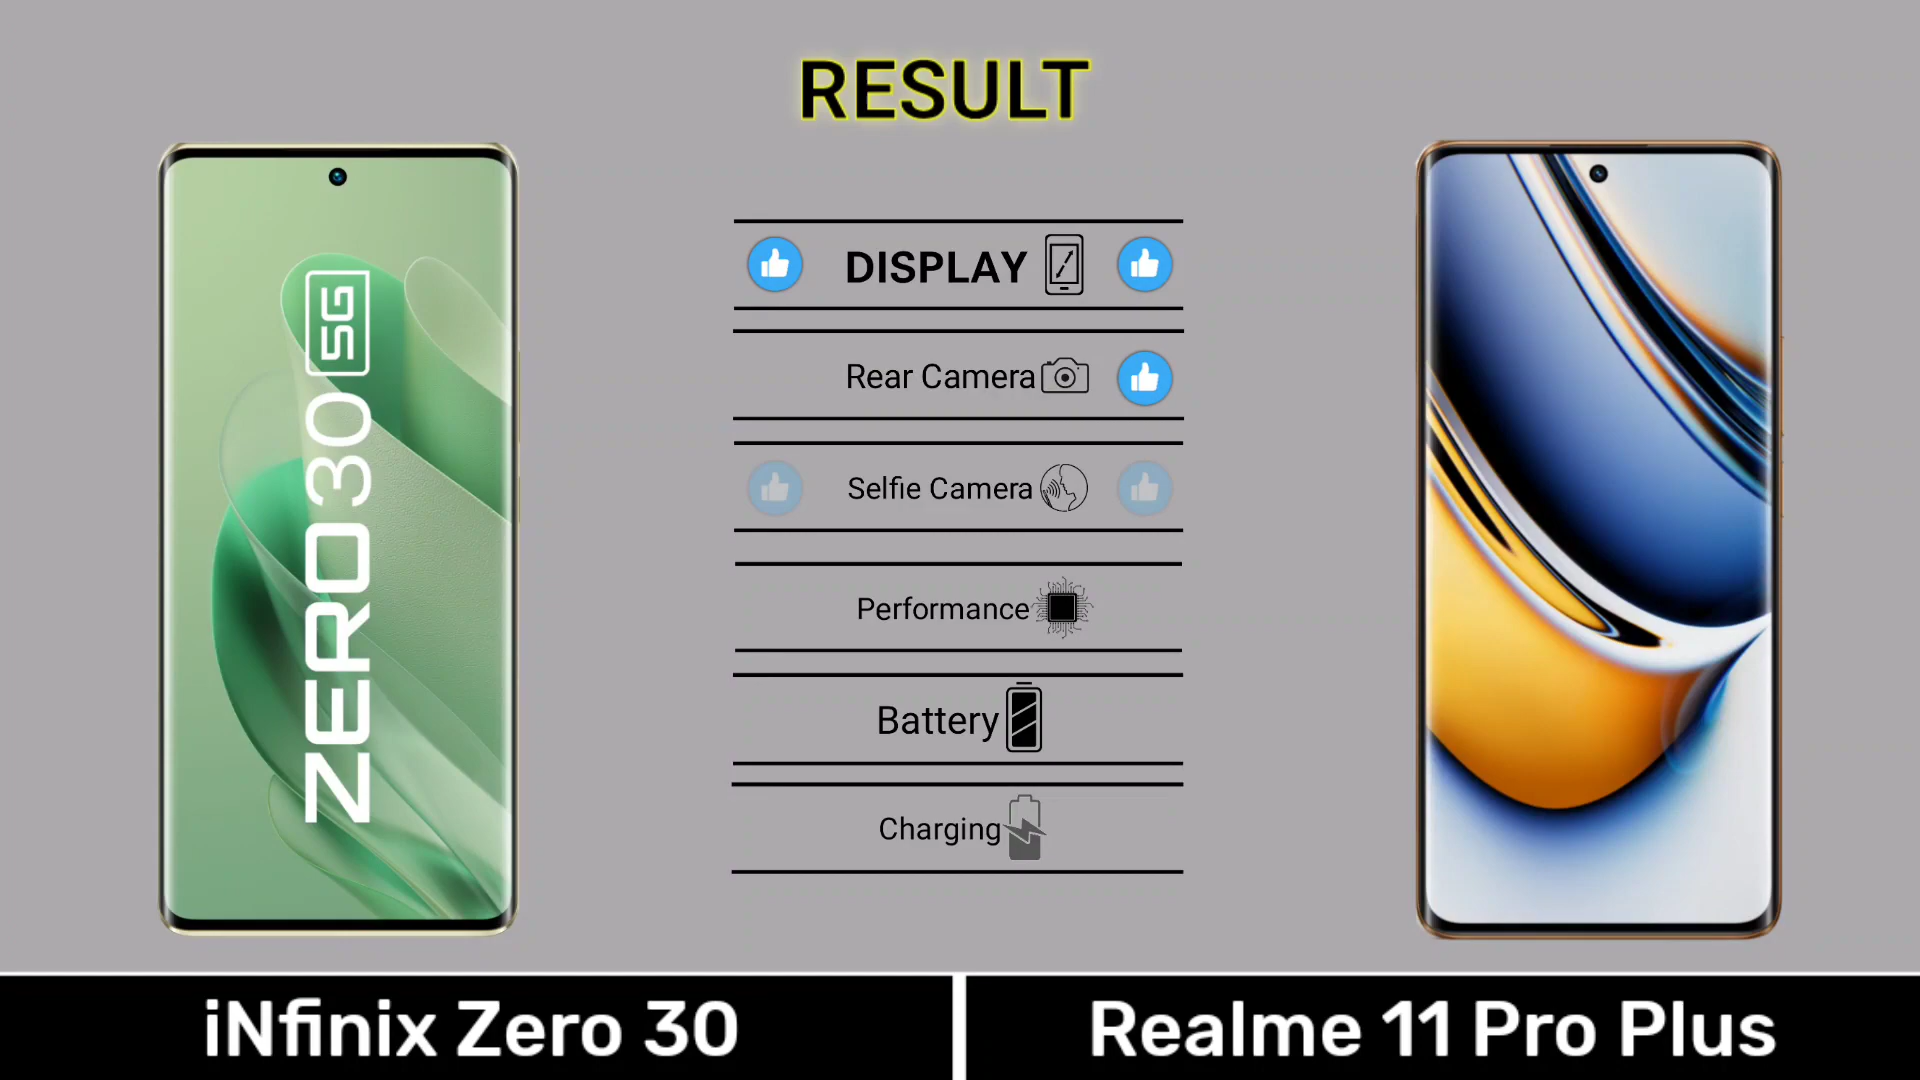 RESULT
ZERO 30 5G
DISPLAY
Rear Camera
Selfie Camera
Performance
Battery
Charging
iNfinix Zero 30
Realme 11 Pro Plus